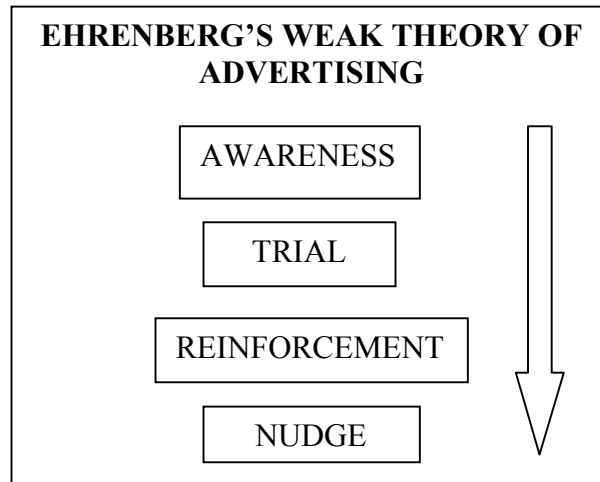 EHRENBERG'S WEAK THEORY OF
ADVERTISING
AWARENESS
TRIAL
REINFORCEMENT
NUDGE